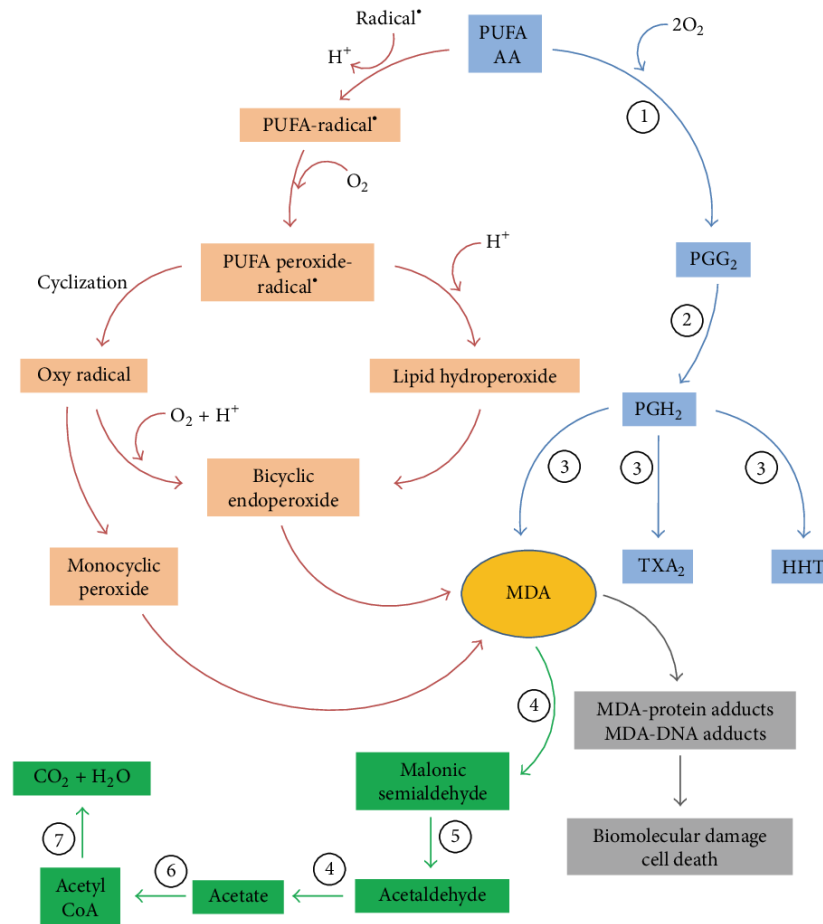 Radical•
PUFA
AA
2O₂
H⁺
1
PUFA-radical•
O₂
H⁺
PUFA peroxide-
radical•
PGG₂
Cyclization
2
Oxy radical
Lipid hydroperoxide
PGH₂
O₂ + H⁺
3
3
3
Bicyclic
endoperoxide
Monocyclic
peroxide
MDA
TXA₂
HHT
4
MDA-protein adducts
MDA-DNA adducts
CO₂ + H₂O
Malonic
semialdehyde
7
5
Biomolecular damage
cell death
Acetyl
CoA
6
Acetate
4
Acetaldehyde